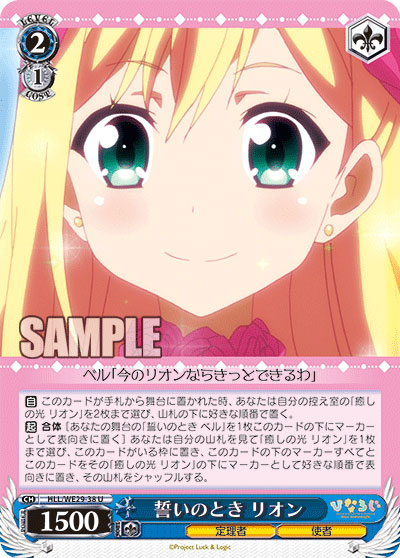 LEVEL
2
1
COST
SAMPLE
ベル「今のリオンならきっとできるわ」
自 このカードが手札から舞台に置かれた時、あなたは自分の控え室の「癒し
の光 リオン」を2枚まで選び、山札の下に好きな順番で置く。
起 合体 [あなたの舞台の「誓いのとき ベル」を1枚このカードの下にマーカー
として表向きに置く] あなたは自分の山札を見て「癒しの光 リオン」を1枚
まで選び、このカードがいる枠に置き、このカードの下のマーカーすべてと
このカードをその「癒しの光 リオン」の下にマーカーとして好きな順番で表
向きに置き、その山札をシャッフルする。
CH HLL/WE29-38 U
POWER
1500
誓いのとき リオン
ひなろじ
定理者 使者
©Project Luck & Logic